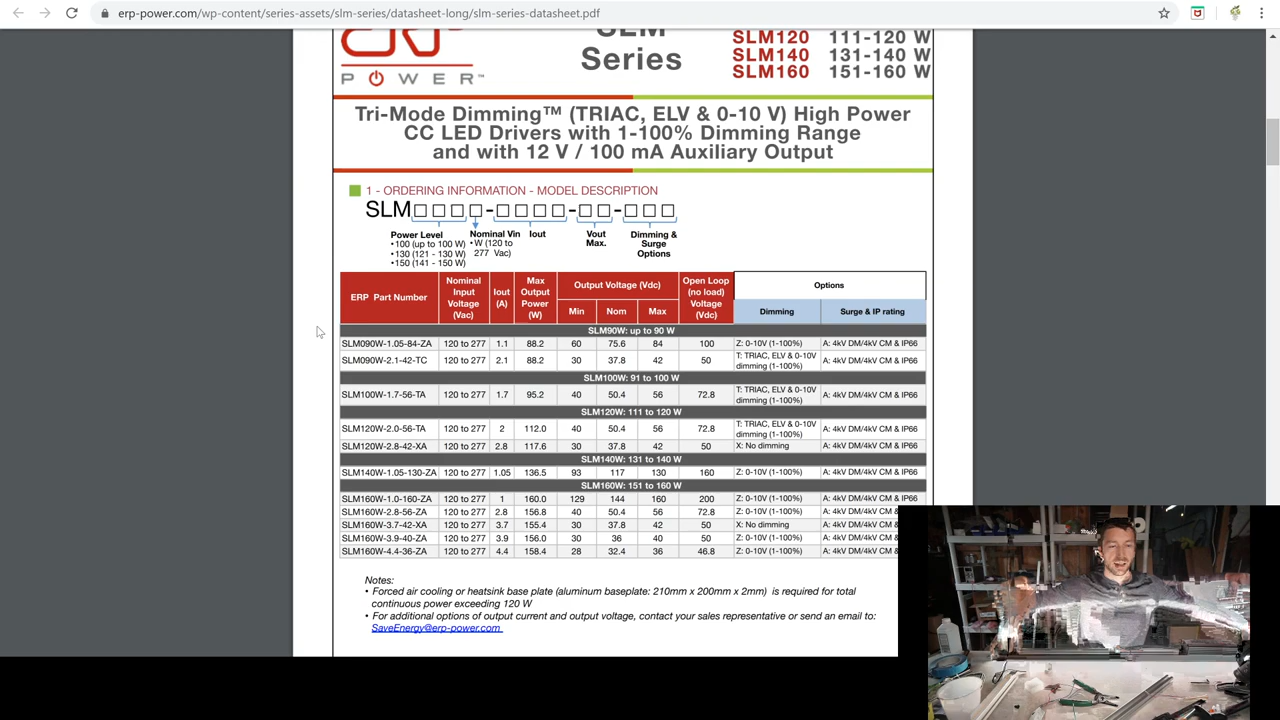 erp-power.com/wp-content/series-assets/slm-series/datasheet-long/slm-series-datasheet.pdf
POWER™
SLM
Series
SLM120 111-120 W
SLM140 131-140 W
SLM160 151-160 W
Tri-Mode Dimming™ (TRIAC, ELV & 0-10 V) High Power
CC LED Drivers with 1-100% Dimming Range
and with 12 V / 100 mA Auxiliary Output
1 - ORDERING INFORMATION - MODEL DESCRIPTION
SLM□□□□-□□□□-□□-□□□
Power Level
•100 (up to 100 W)
•130 (121 - 130 W)
•150 (141 - 150 W)
Nominal Vin
•W (120 to
277 Vac)
Iout
Vout
Max.
Dimming &
Surge
Options
ERP Part Number
Nominal
Input
Voltage
(Vac)
Iout
(A)
Max
Output
Power
(W)
Output Voltage (Vdc)
Min Nom Max
Open Loop
(no load)
Voltage
(Vdc)
Options
Dimming Surge & IP rating
SLM90W: up to 90 W
SLM090W-1.05-84-ZA 120 to 277 1.1 88.2 60 75.6 84 100 Z: 0-10V (1-100%) A: 4kV DM/4kV CM & IP66
SLM090W-2.1-42-TC 120 to 277 2.1 88.2 30 37.8 42 50 T: TRIAC, ELV & 0-10V A: 4kV DM/4kV CM & IP66
dimming (1-100%)
SLM100W: 91 to 100 W
SLM100W-1.7-56-TA 120 to 277 1.7 95.2 40 50.4 56 72.8 T: TRIAC, ELV & 0-10V A: 4kV DM/4kV CM & IP66
dimming (1-100%)
SLM120W: 111 to 120 W
SLM120W-2.0-56-TA 120 to 277 2 112.0 40 50.4 56 72.8 T: TRIAC, ELV & 0-10V A: 4kV DM/4kV CM & IP66
dimming (1-100%)
SLM120W-2.8-42-XA 120 to 277 2.8 117.6 30 37.8 42 50 X: No dimming A: 4kV DM/4kV CM & IP66
SLM140W: 131 to 140 W
SLM140W-1.05-130-ZA 120 to 277 1.05 136.5 93 117 130 160 Z: 0-10V (1-100%) A: 4kV DM/4kV CM & IP66
SLM160W: 151 to 160 W
SLM160W-1.0-160-ZA 120 to 277 1 160.0 129 144 160 200 Z: 0-10V (1-100%) A: 4kV DM/4kV CM & IP66
SLM160W-2.8-56-ZA 120 to 277 2.8 156.8 40 50.4 56 72.8 Z: 0-10V (1-100%) A: 4kV DM/4kV CM &
SLM160W-3.7-42-XA 120 to 277 3.7 155.4 30 37.8 42 50 X: No dimming A: 4kV DM/4kV CM &
SLM160W-3.9-40-ZA 120 to 277 3.9 156.0 30 36 40 50 Z: 0-10V (1-100%) A: 4kV DM/4kV CM &
SLM160W-4.4-36-ZA 120 to 277 4.4 158.4 28 32.4 36 46.8 Z: 0-10V (1-100%) A: 4kV DM/4kV CM &
Notes:
• Forced air cooling or heatsink base plate (aluminum baseplate: 210mm x 200mm x 2mm) is required for total
continuous power exceeding 120 W
• For additional options of output current and output voltage, contact your sales representative or send an email to:
SaveEnergy@erp-power.com